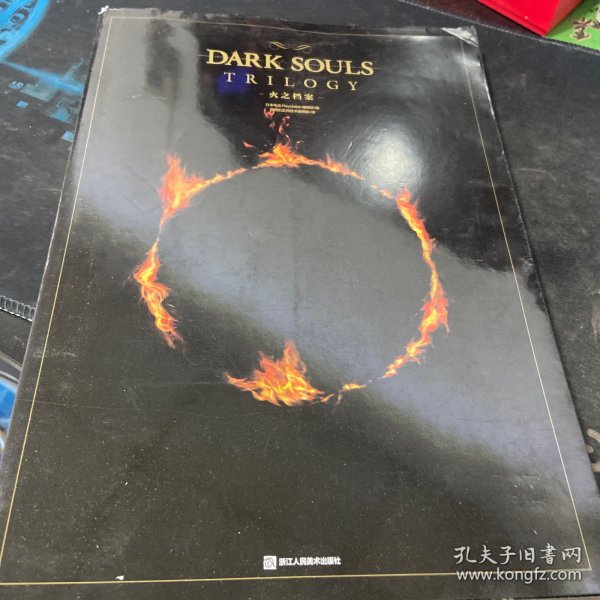 DARK SOULS
TRILOGY
-火之档案-
浙江人民美术出版社
孔夫子旧书网
www.kongfz.com